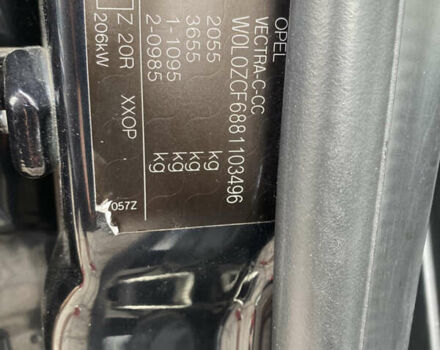 OPEL
VECTRA-C-CC
W0L0ZCF6881103496
2055 kg
3655 kg
1-1095 kg
2-0985 kg
Z 20R XXOP
206kW
057Z